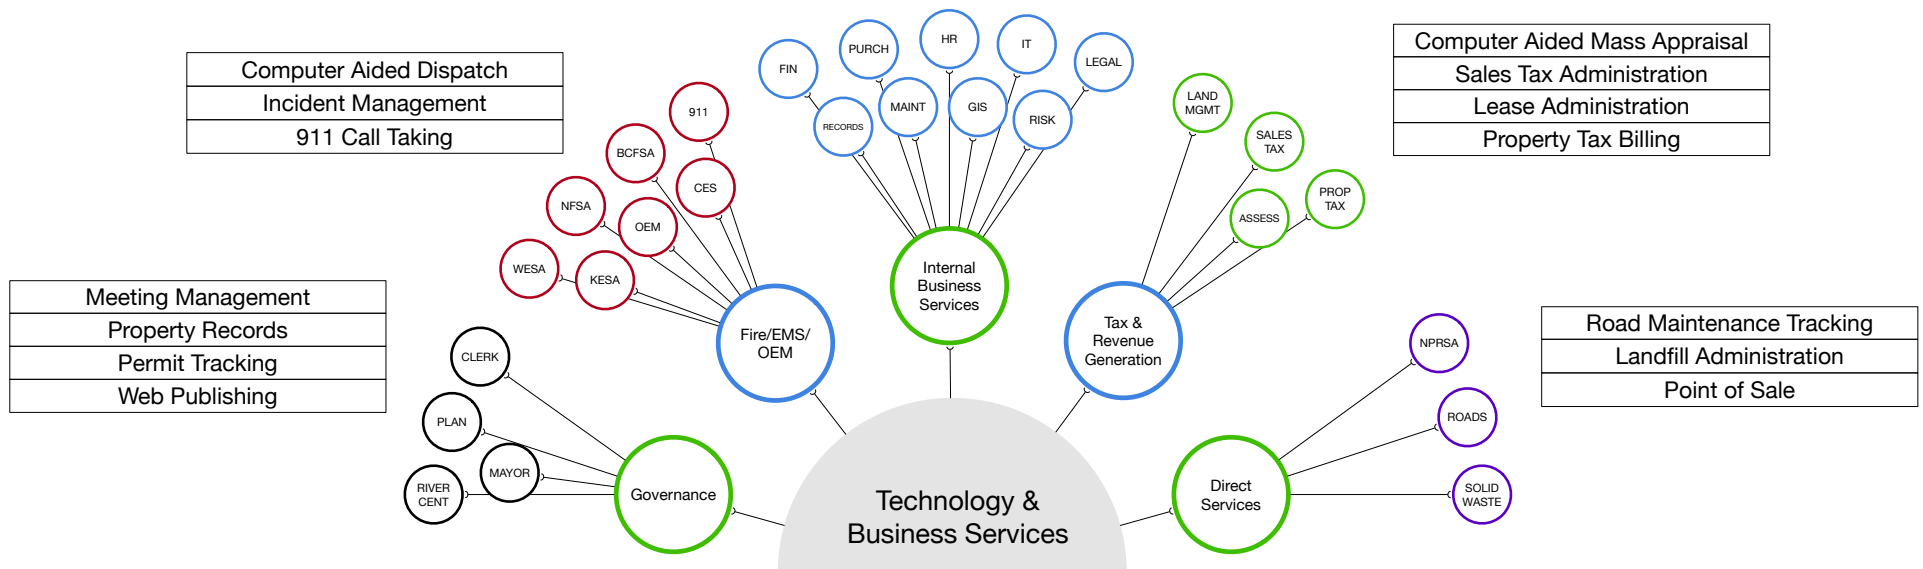 Computer Aided Dispatch
Incident Management
911 Call Taking
Meeting Management
Property Records
Permit Tracking
Web Publishing
CLERK
PLAN
MAYOR
RIVER
CENT
Governance
911
BCFSA
CES
NFSA
OEM
WESA
KESA
Fire/EMS/
OEM
FIN
PURCH
HR
IT
LEGAL
RECORDS
MAINT
GIS
RISK
Internal
Business
Services
LAND
MGMT
SALES
TAX
ASSESS
PROP
TAX
Tax &
Revenue
Generation
Computer Aided Mass Appraisal
Sales Tax Administration
Lease Administration
Property Tax Billing
NPRSA
ROADS
SOLID
WASTE
Direct
Services
Road Maintenance Tracking
Landfill Administration
Point of Sale
Technology &
Business Services